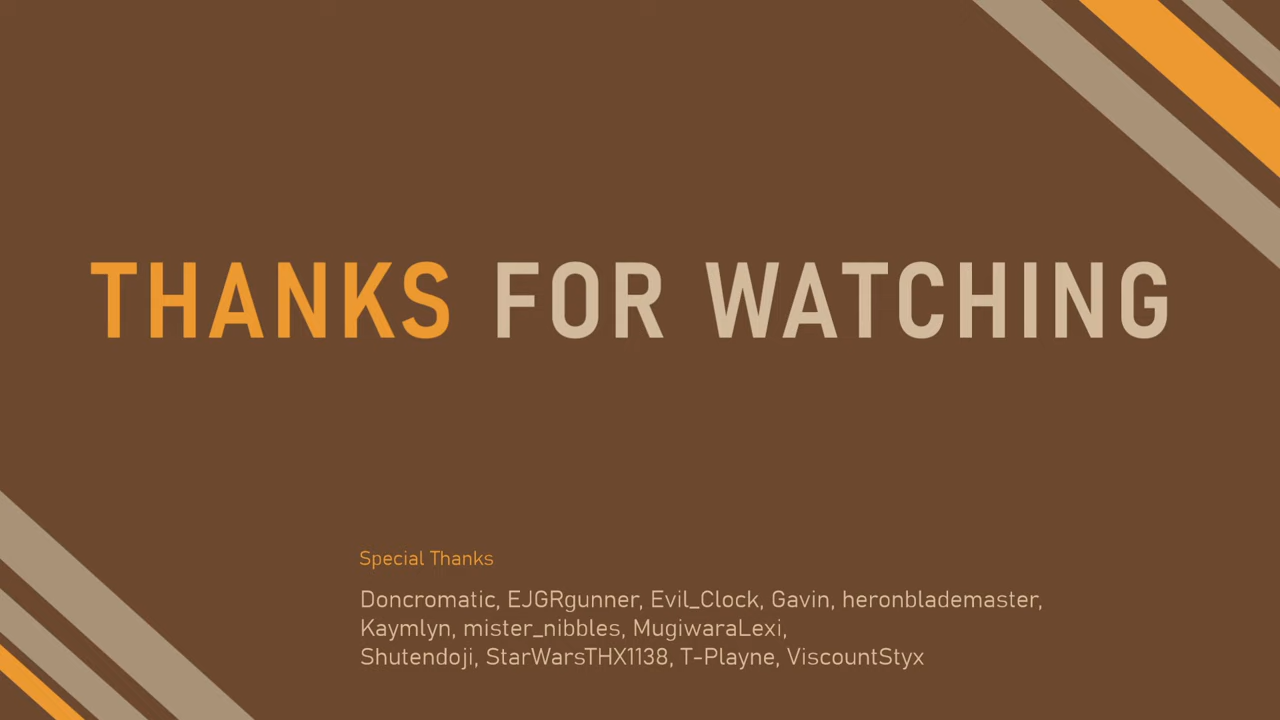 THANKS FOR WATCHING
Special Thanks
Doncromatic, EJGRgunner, Evil_Clock, Gavin, heronblademaster,
Kaymlyn, mister_nibbles, MugiwaraLexi,
Shutendoji, StarWarsTHX1138, T-Playne, ViscountStyx